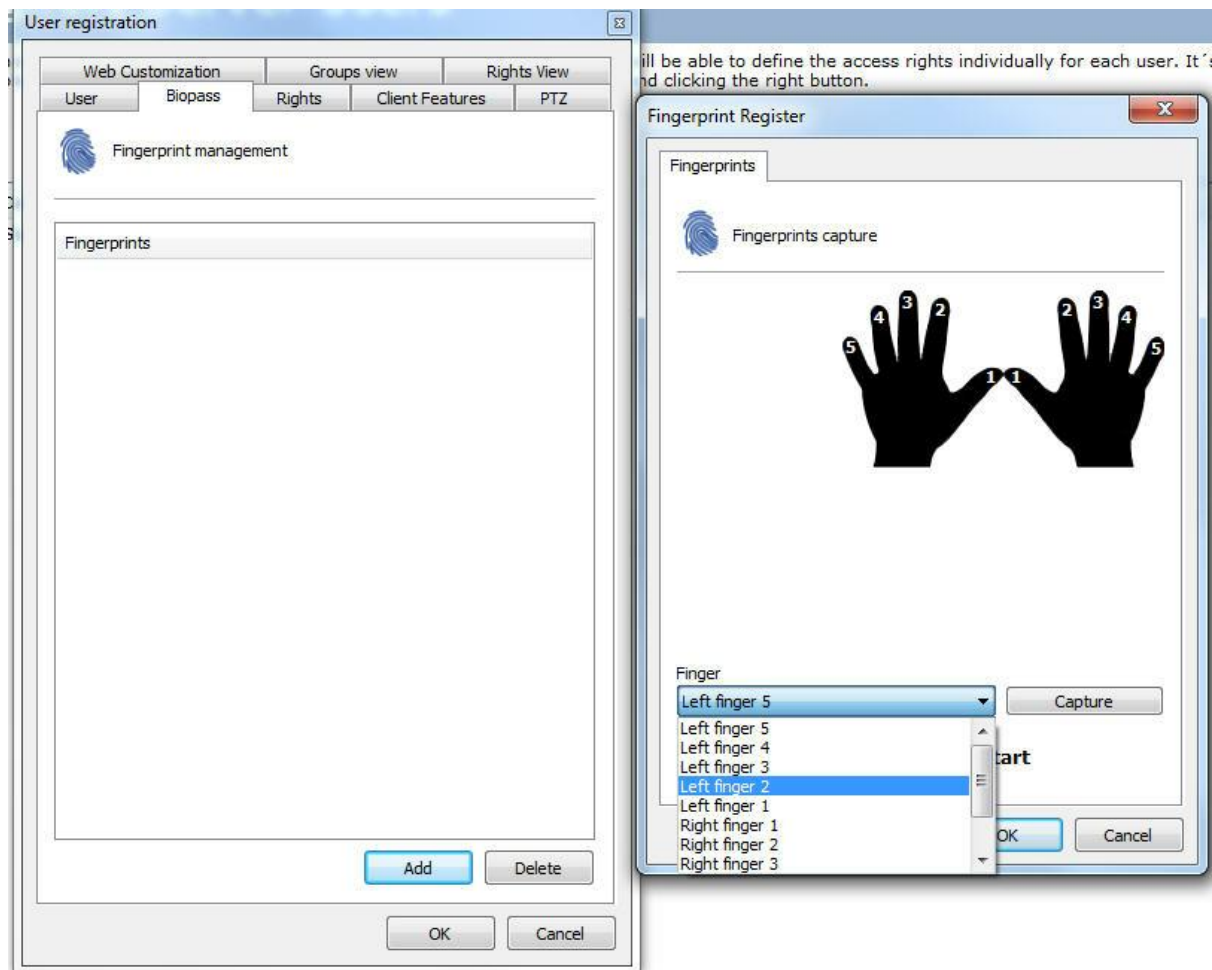 User registration
Web Customization Groups view Rights View
User Biopass Rights Client Features PTZ
Fingerprint management
Fingerprints
Add Delete
OK Cancel
ill be able to define the access rights individually for each user. It´s
nd clicking the right button.
Fingerprint Register
Fingerprints
Fingerprints capture
5 4 3 2 1 1 2 3 4 5
Finger
Left finger 5 Capture
Left finger 5
Left finger 4
Left finger 3
Left finger 2
Left finger 1
Right finger 1
Right finger 2
Right finger 3
tart
OK Cancel